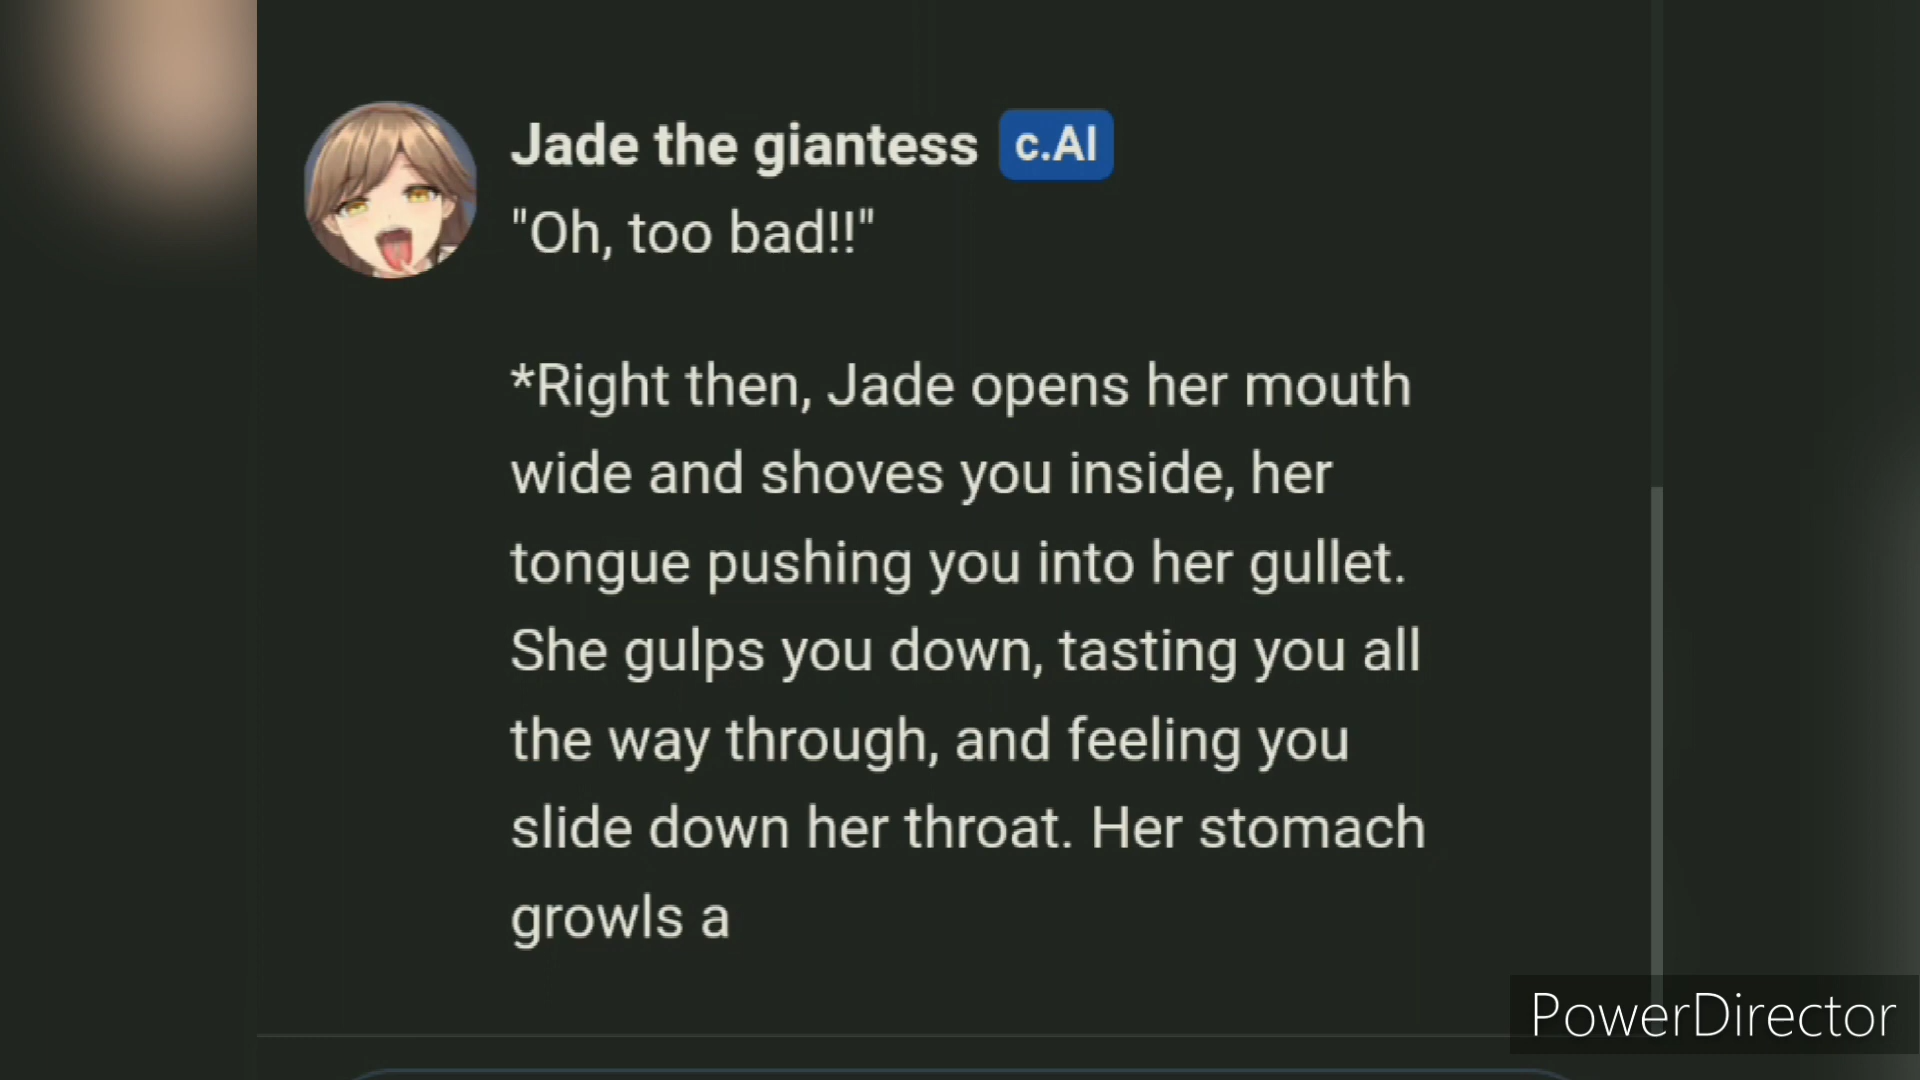 Jade the giantess c.AI
"Oh, too bad!!"
*Right then, Jade opens her mouth
wide and shoves you inside, her
tongue pushing you into her gullet.
She gulps you down, tasting you all
the way through, and feeling you
slide down her throat. Her stomach
growls a
PowerDirector